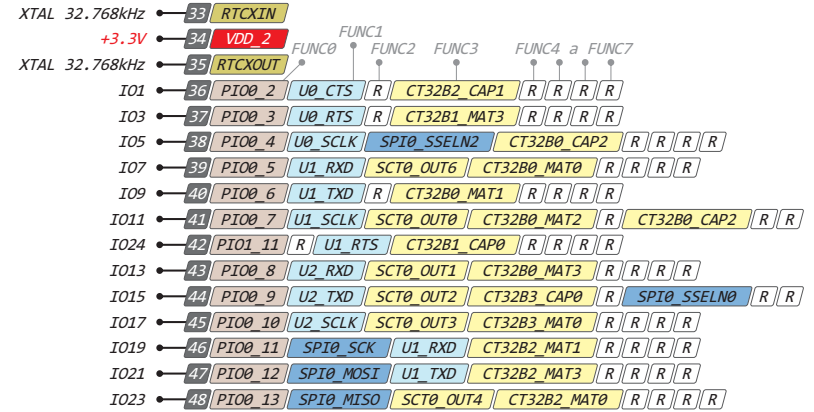 XTAL 32.768kHz 33 RTCXIN
+3.3V 34 VDD_2 FUNC0 FUNC1 FUNC2 FUNC3 FUNC4 a FUNC7
XTAL 32.768kHz 35 RTCXOUT
IO1 36 PIO0_2 U0_CTS R CT32B2_CAP1 R R R R
IO3 37 PIO0_3 U0_RTS R CT32B1_MAT3 R R R R
IO5 38 PIO0_4 U0_SCLK SPI0_SSELN2 CT32B0_CAP2 R R R R
IO7 39 PIO0_5 U1_RXD SCT0_OUT6 CT32B0_MAT0 R R R R
IO9 40 PIO0_6 U1_TXD R CT32B0_MAT1 R R R R
IO11 41 PIO0_7 U1_SCLK SCT0_OUT0 CT32B0_MAT2 R CT32B0_CAP2 R R
IO24 42 PIO1_11 R U1_RTS CT32B1_CAP0 R R R R
IO13 43 PIO0_8 U2_RXD SCT0_OUT1 CT32B0_MAT3 R R R R
IO15 44 PIO0_9 U2_TXD SCT0_OUT2 CT32B3_CAP0 R SPI0_SSELN0 R R
IO17 45 PIO0_10 U2_SCLK SCT0_OUT3 CT32B3_MAT0 R R R R
IO19 46 PIO0_11 SPI0_SCK U1_RXD CT32B2_MAT1 R R R R
IO21 47 PIO0_12 SPI0_MOSI U1_TXD CT32B2_MAT3 R R R R
IO23 48 PIO0_13 SPI0_MISO SCT0_OUT4 CT32B2_MAT0 R R R R